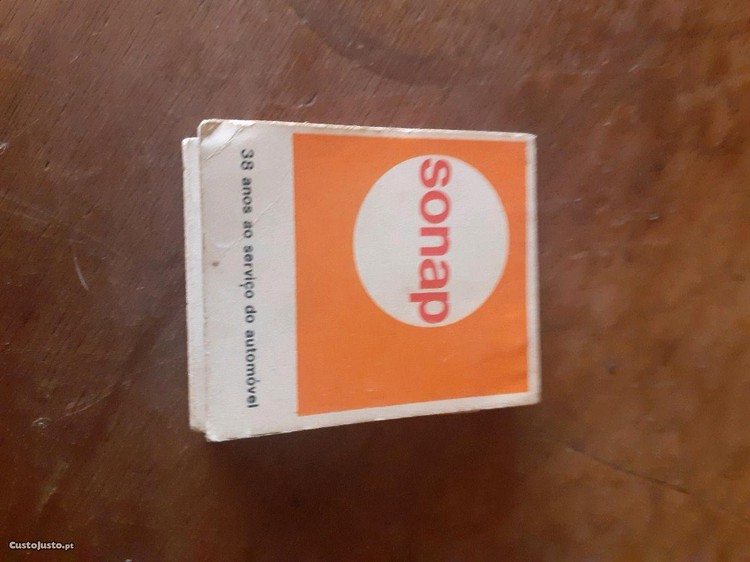 sonap
38 anos ao serviço do automóvel
CustoJusto.pt